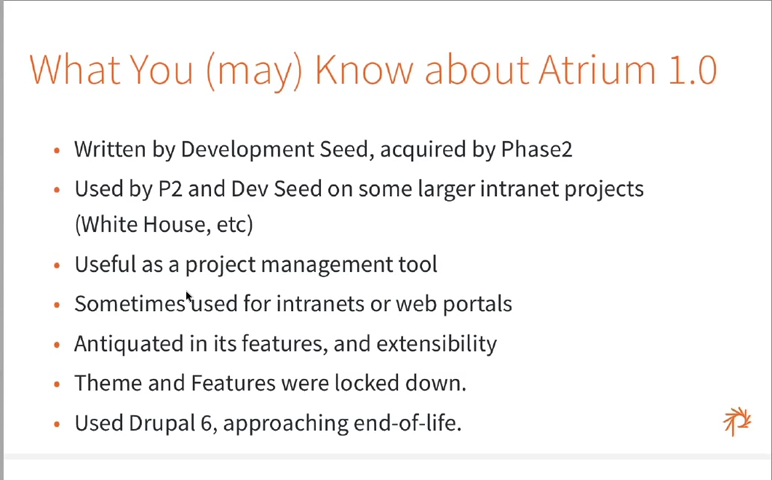 What You (may) Know about Atrium 1.0
• Written by Development Seed, acquired by Phase2
• Used by P2 and Dev Seed on some larger intranet projects
(White House, etc)
• Useful as a project management tool
• Sometimes used for intranets or web portals
• Antiquated in its features, and extensibility
• Theme and Features were locked down.
• Used Drupal 6, approaching end-of-life.